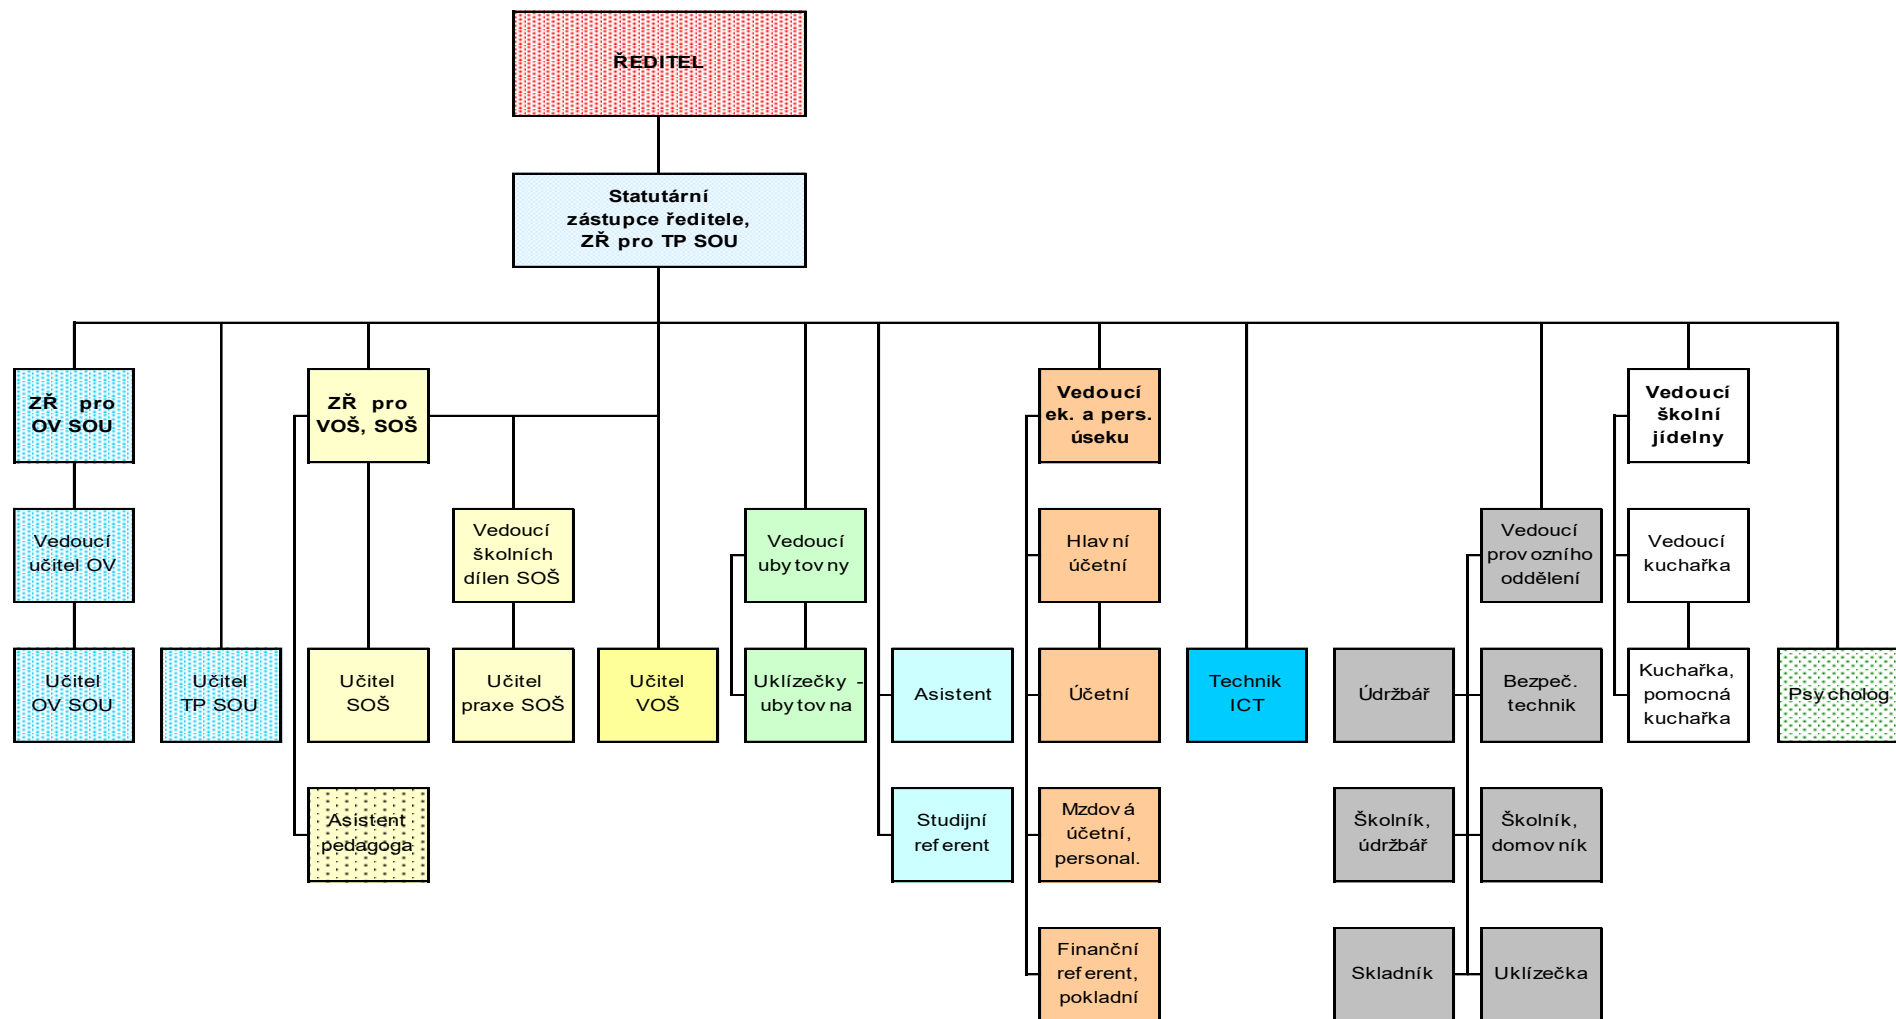 ŘEDITEL
Statutární
zástupce ředitele,
ZŘ pro TP SOU
ZŘ pro
OV SOU
ZŘ pro
VOŠ, SOŠ
Vedoucí
ek. a pers.
úseku
Vedoucí
školní
jídelny
Vedoucí
učitel OV
Vedoucí
školních
dílen SOŠ
Vedoucí
ubytovny
Hlavní
účetní
Vedoucí
provozního
oddělení
Vedoucí
kuchařka
Učitel
OV SOU
Učitel
TP SOU
Učitel
SOŠ
Učitel
praxe SOŠ
Učitel
VOŠ
Uklízečky -
ubytovna
Asistent
Účetní
Technik
ICT
Údržbář
Bezpeč.
technik
Kuchařka,
pomocná
kuchařka
Psycholog
Asistent
pedagoga
Studijní
referent
Mzdová
účetní,
personal.
Školník,
údržbář
Školník,
domovník
Finanční
referent,
pokladní
Skladník
Uklízečka